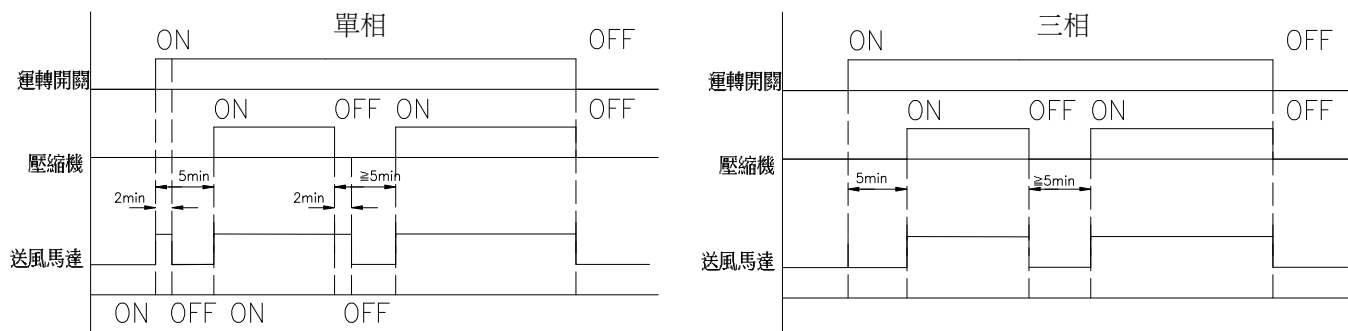 單相
ON OFF
運轉開關
ON OFF ON OFF
壓縮機
5min ≧5min
2min 2min
送風馬達
ON OFF ON OFF
三相
ON OFF
運轉開關
ON OFF ON OFF
壓縮機
5min ≧5min
送風馬達